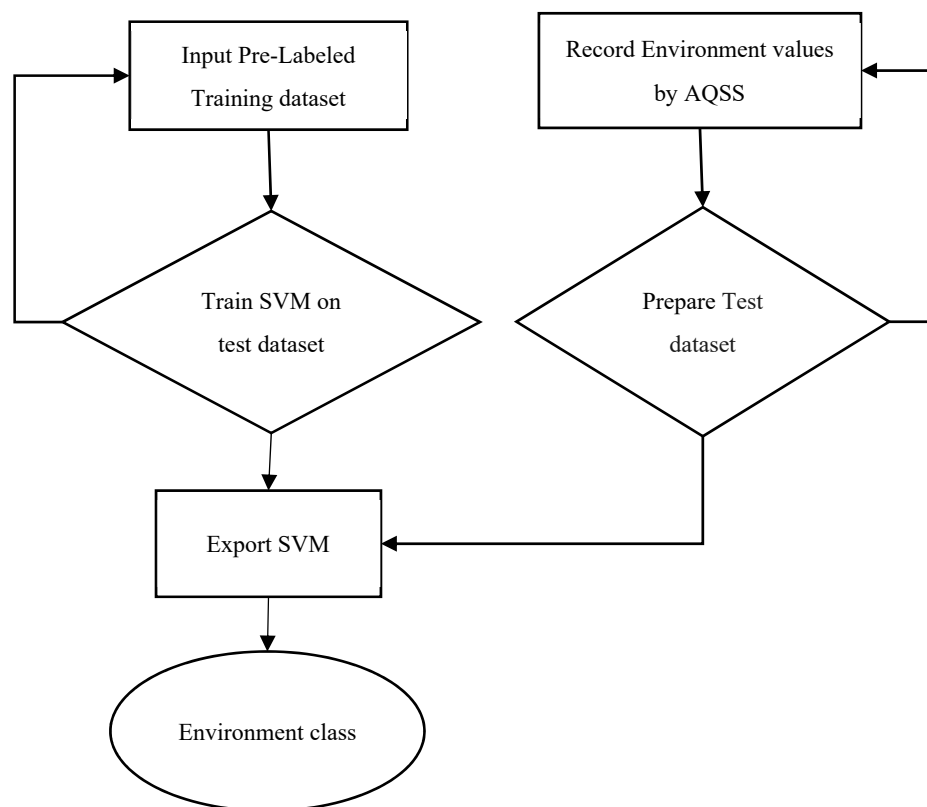 Input Pre-Labeled
Training dataset
Record Environment values
by AQSS
Train SVM on
test dataset
Prepare Test
dataset
Export SVM
Environment class